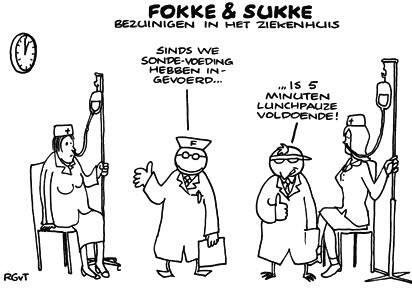 FOKKE & SUKKE
BEZUINIGEN IN HET ZIEKENHUIS
SINDS WE
SONDE-VOEDING
HEBBEN IN-
GEVOERD...
...IS 5
MINUTEN
LUNCHPAUZE
VOLDOENDE!
F
S
RGvT